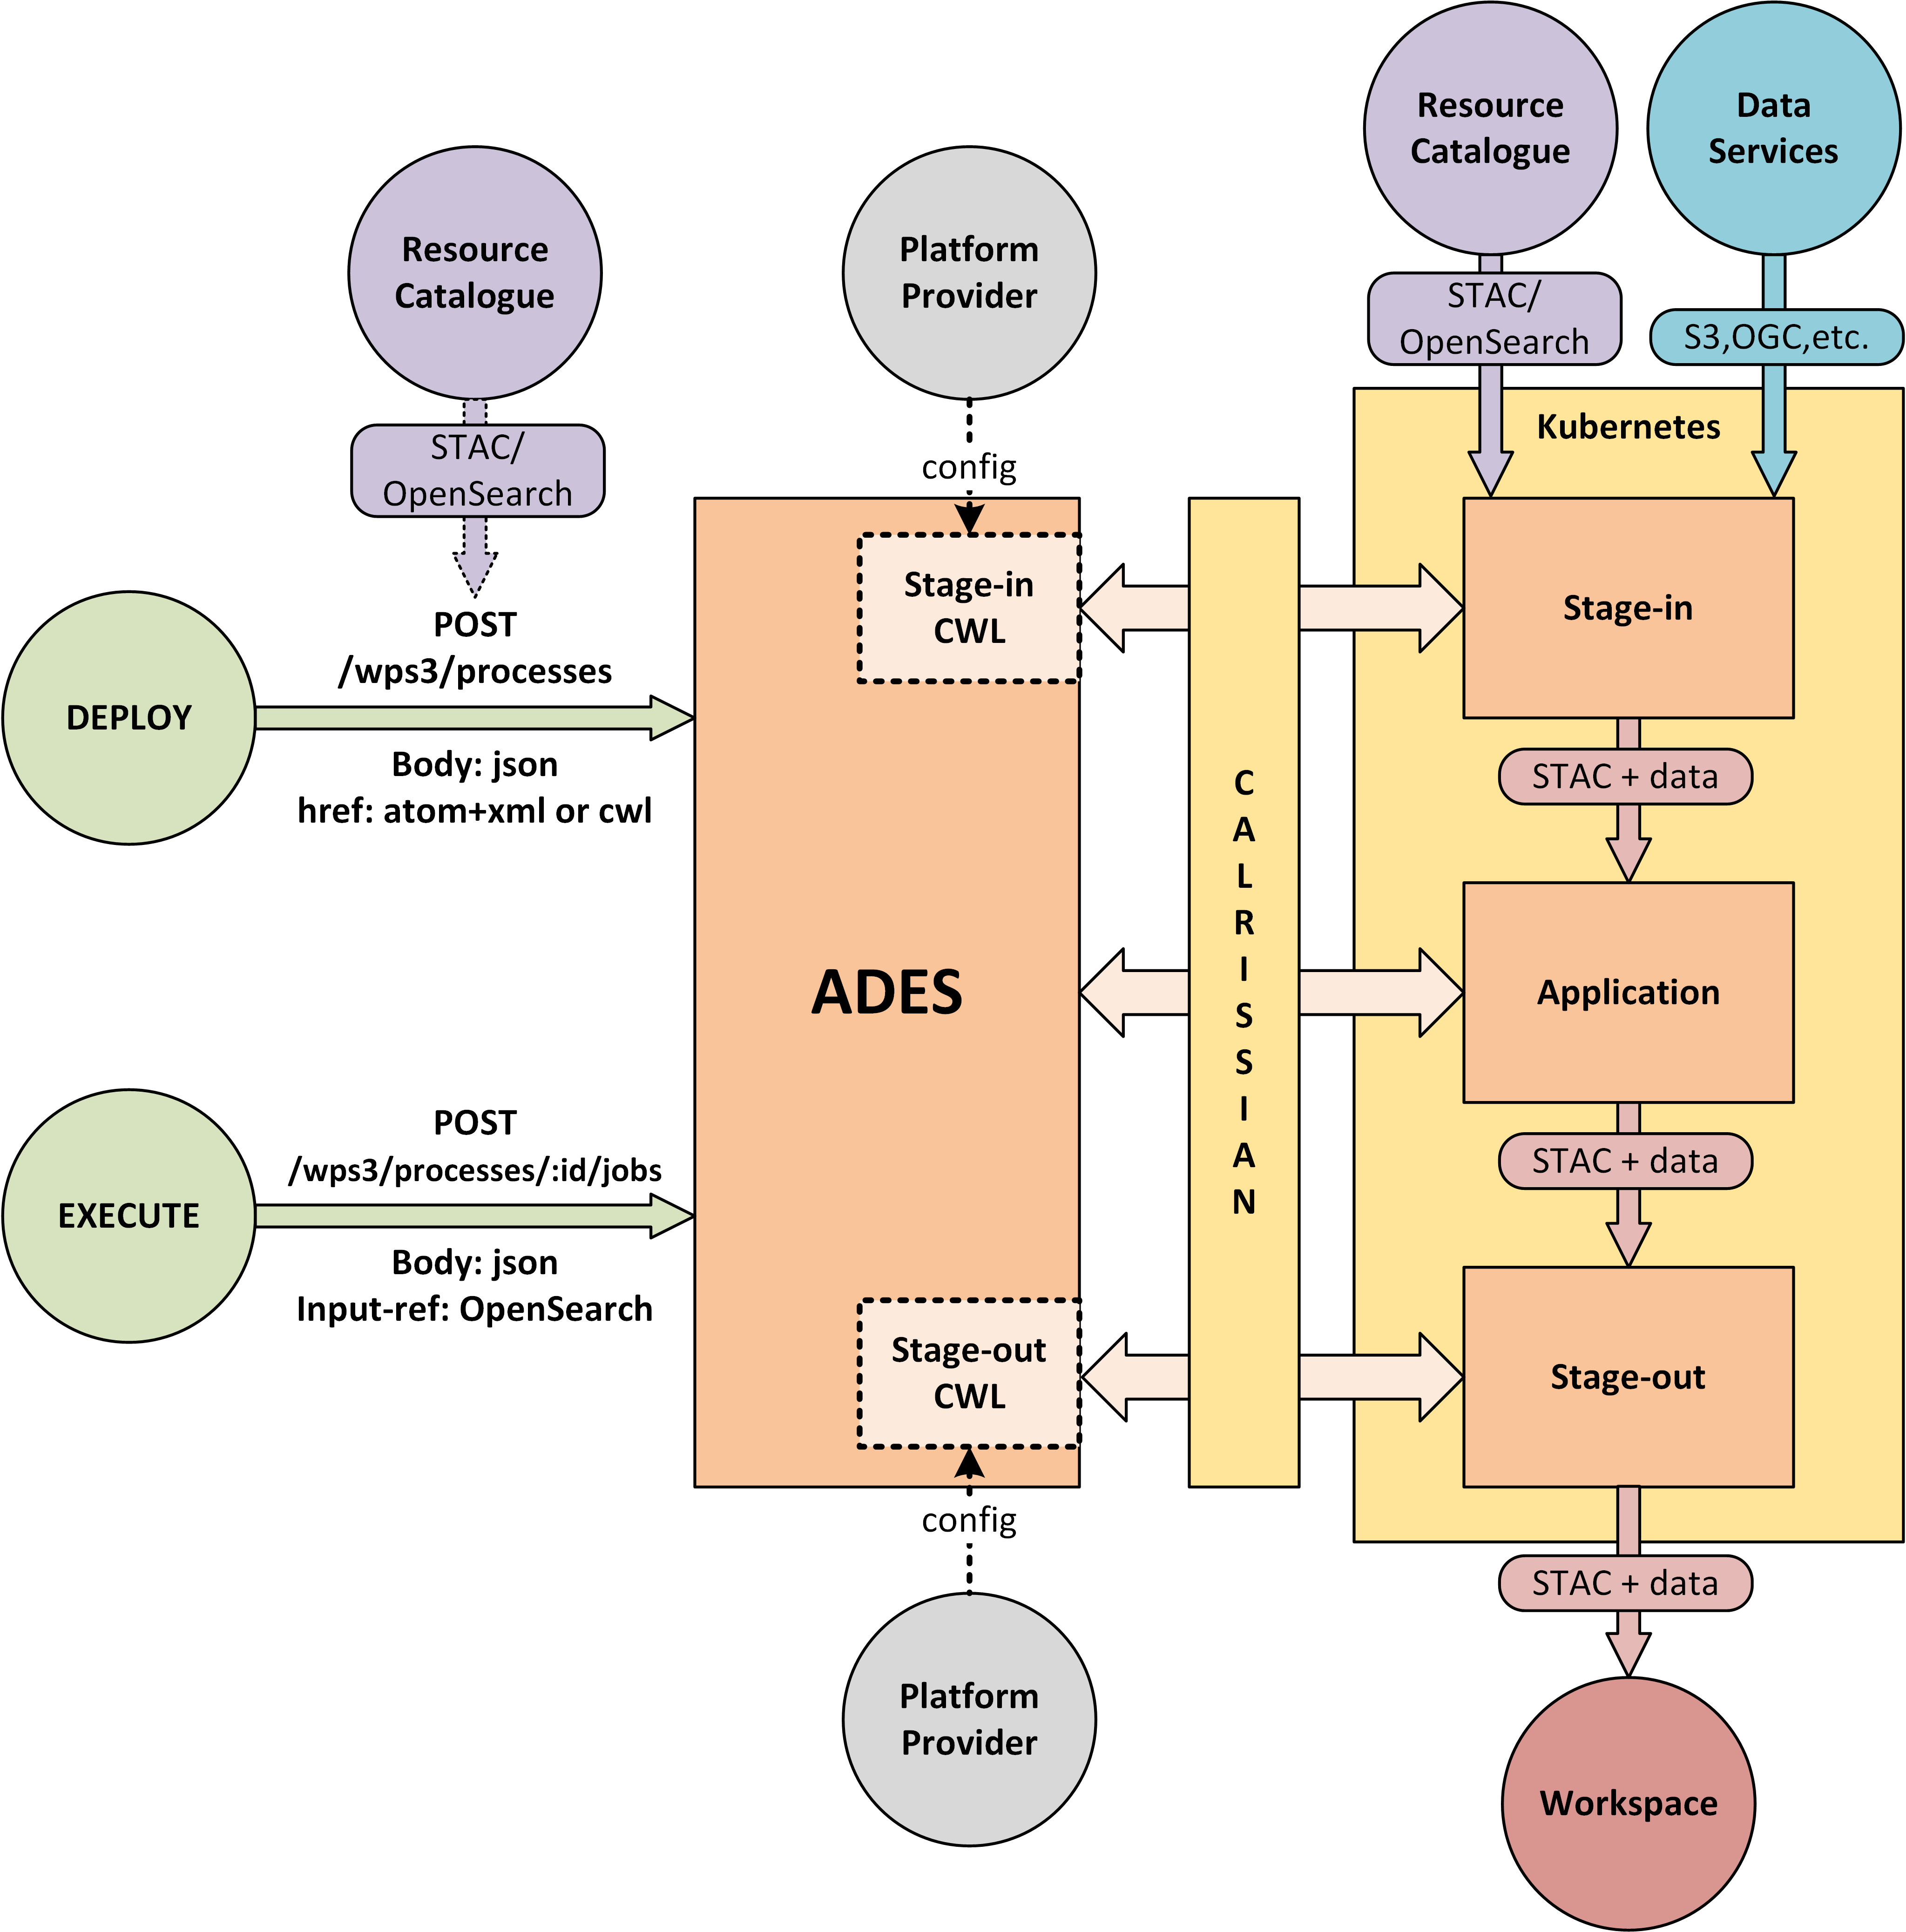 Resource
Catalogue
Data
Services
Resource
Catalogue
Platform
Provider
STAC/
OpenSearch
S3,OGC,etc.
Kubernetes
STAC/
OpenSearch
config
Stage-in
CWL
Stage-in
POST
/wps3/processes
DEPLOY
Body: json
href: atom+xml or cwl
STAC + data
C
A
L
R
I
S
S
I
A
N
ADES
Application
POST
/wps3/processes/:id/jobs
EXECUTE
Body: json
Input-ref: OpenSearch
STAC + data
Stage-out
CWL
Stage-out
config
STAC + data
Platform
Provider
Workspace